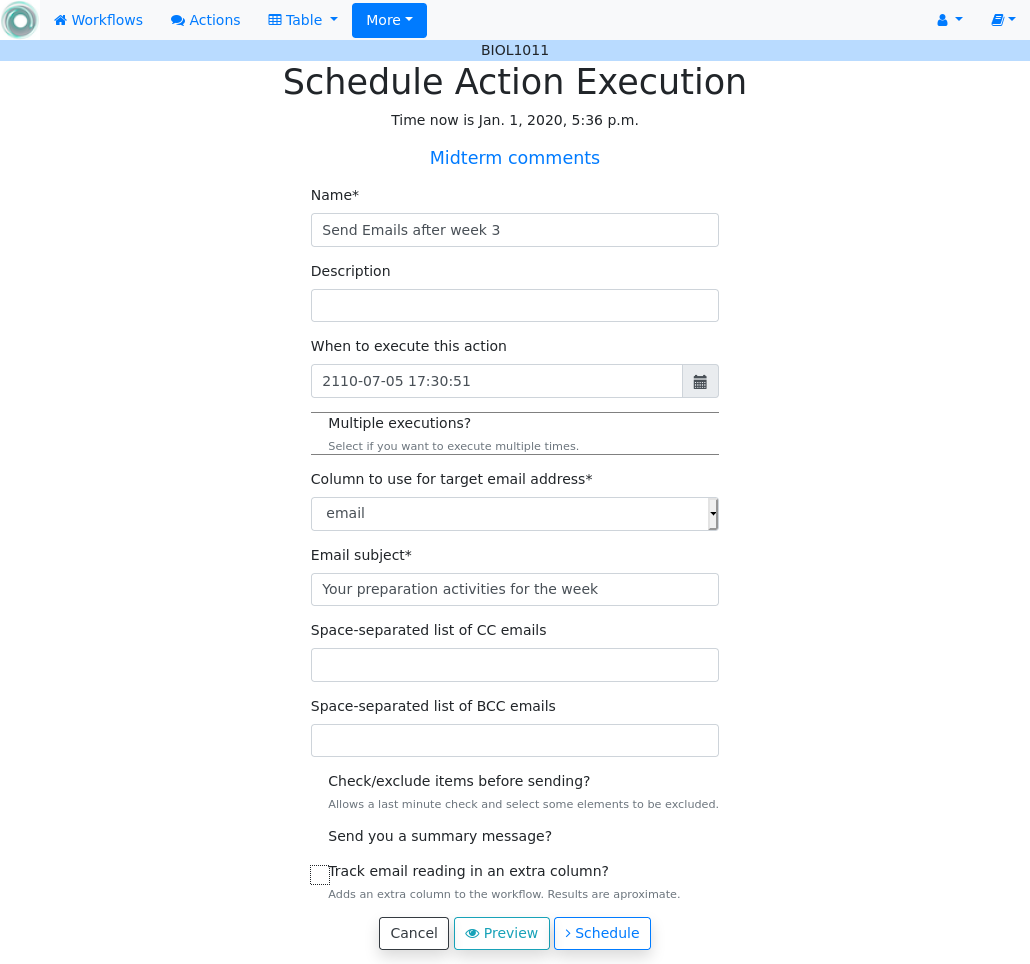 Workflows Actions Table More
BIOL1011
Schedule Action Execution
Time now is Jan. 1, 2020, 5:36 p.m.
Midterm comments
Name*
Send Emails after week 3
Description
When to execute this action
2110-07-05 17:30:51
Multiple executions?
Select if you want to execute multiple times.
Column to use for target email address*
email
Email subject*
Your preparation activities for the week
Space-separated list of CC emails
Space-separated list of BCC emails
Check/exclude items before sending?
Allows a last minute check and select some elements to be excluded.
Send you a summary message?
Track email reading in an extra column?
Adds an extra column to the workflow. Results are aproximate.
Cancel Preview Schedule